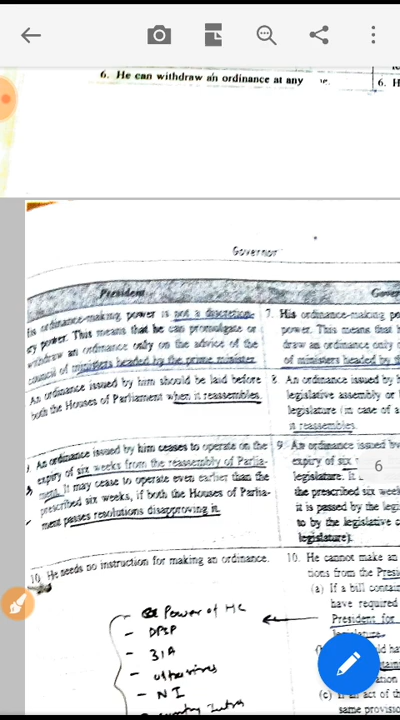 6. He can withdraw an ordinance at any
6. H
Governor
President
Gover
His ordinance-making power is not a discretion-
ary power. This means that he can promulgate or
withdraw an ordinance only on the advice of the
council of ministers headed by the prime minister.
An ordinance issued by him should be laid before
both the Houses of Parliament when it reassembles.
An ordinance issued by him ceases to operate on the
expiry of six weeks from the reassembly of Parlia-
ment. It may cease to operate even earlier than the
prescribed six weeks, if both the Houses of Parlia-
ment passes resolutions disapproving it.
10. He needs no instruction for making an ordinance.
7. His ordinance-making po
power. This means that h
draw an ordinance only
of ministers headed by th
8. An ordinance issued by h
legislative assembly or
legislature (in case of a
it reassembles.
9. An ordinance issued by
expiry of six
legislature. It
the prescribed six week
it is passed by the legi
to by the legislative c
legislature).
6
10. He cannot make an
tions from the Presi
(a) If a bill contain
have required
President for
legislature.
(c) If an act of th
same provisio
- Power of HC
- DPSP
- 31A
- ultravires
- NI